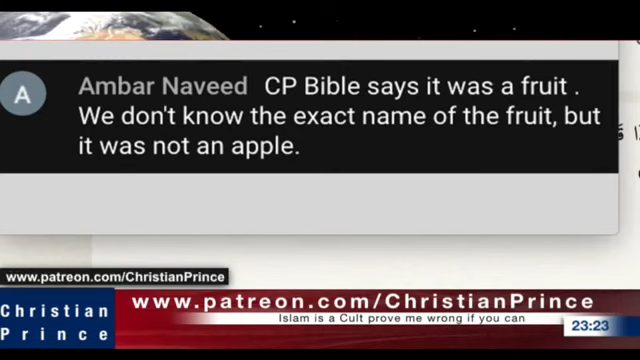 A
Ambar Naveed CP Bible says it was a fruit .
We don't know the exact name of the fruit, but
it was not an apple.
www.patreon.com/ChristianPrince
Christian
Prince
www.patreon.com/ChristianPrince
Islam is a Cult prove me wrong if you can
23:23